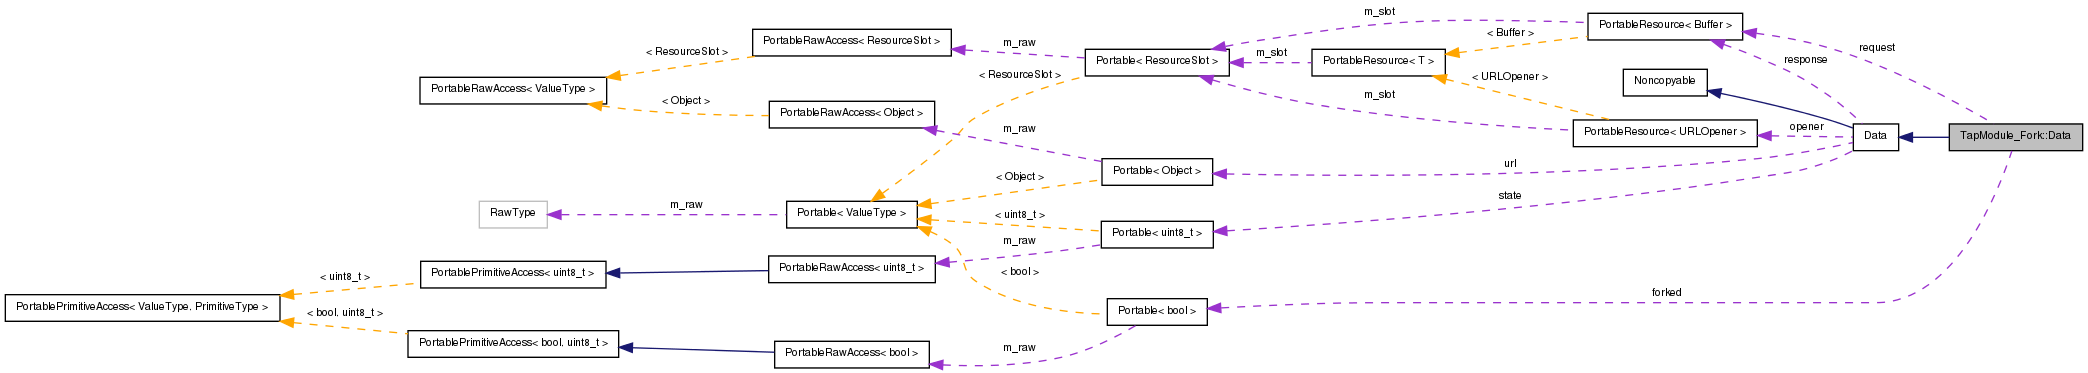 m_slot
PortableResource< Buffer >
< Buffer >
request
PortableRawAccess< ResourceSlot >
m_raw
< ResourceSlot >
m_slot
Portable< ResourceSlot >
PortableResource< T >
response
< ResourceSlot >
< URLOpener >
Noncopyable
PortableRawAccess< ValueType >
m_slot
< Object >
PortableRawAccess< Object >
m_raw
PortableResource< URLOpener >
opener
Data
TapModule_Fork::Data
url
Portable< Object >
< Object >
state
m_raw
RawType
Portable< ValueType >
< uint8_t >
Portable< uint8_t >
m_raw
PortableRawAccess< uint8_t >
PortablePrimitiveAccess< uint8_t >
< uint8_t >
< bool >
forked
PortablePrimitiveAccess< ValueType, PrimitiveType >
< bool, uint8_t >
Portable< bool >
PortablePrimitiveAccess< bool, uint8_t >
PortableRawAccess< bool >
m_raw